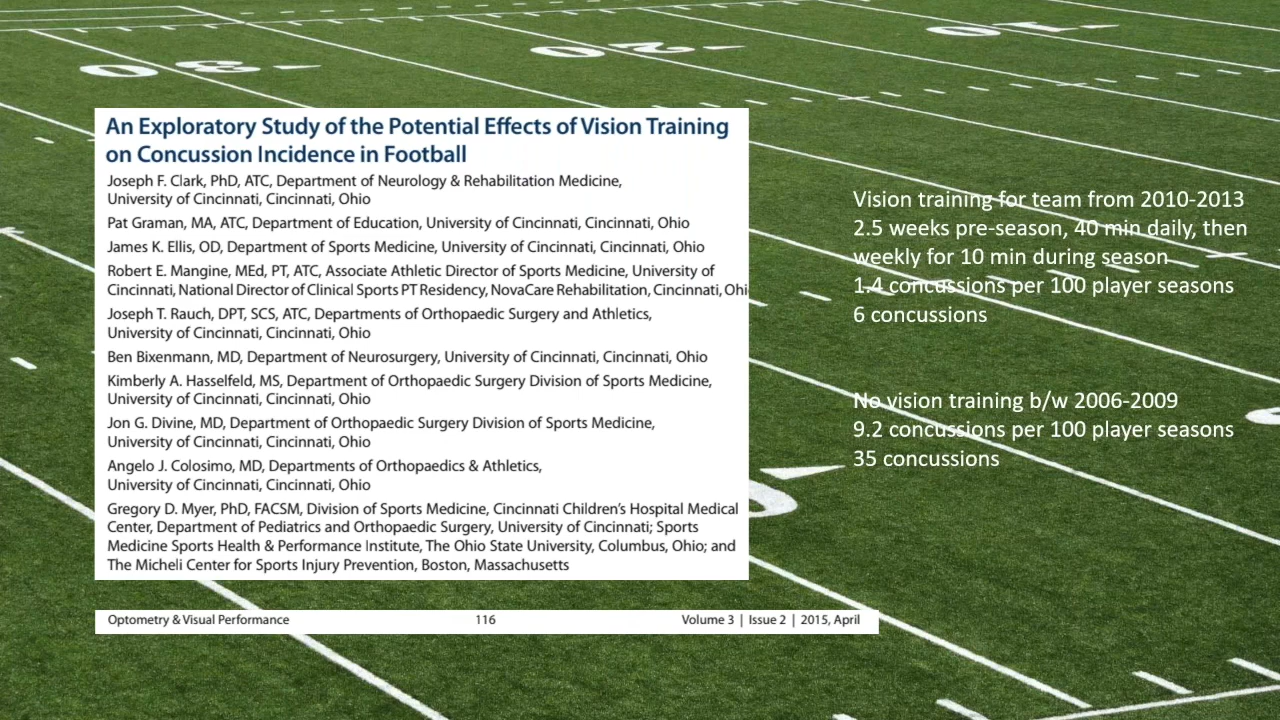 30
20
10
An Exploratory Study of the Potential Effects of Vision Training
on Concussion Incidence in Football
Joseph F. Clark, PhD, ATC, Department of Neurology & Rehabilitation Medicine,
University of Cincinnati, Cincinnati, Ohio
Pat Graman, MA, ATC, Department of Education, University of Cincinnati, Cincinnati, Ohio
James K. Ellis, OD, Department of Sports Medicine, University of Cincinnati, Cincinnati, Ohio
Robert E. Mangine, MEd, PT, ATC, Associate Athletic Director of Sports Medicine, University of
Cincinnati, National Director of Clinical Sports PT Residency, NovaCare Rehabilitation, Cincinnati, Ohi
Joseph T. Rauch, DPT, SCS, ATC, Departments of Orthopaedic Surgery and Athletics,
University of Cincinnati, Cincinnati, Ohio
Ben Bixenmann, MD, Department of Neurosurgery, University of Cincinnati, Cincinnati, Ohio
Kimberly A. Hasselfeld, MS, Department of Orthopaedic Surgery Division of Sports Medicine,
University of Cincinnati, Cincinnati, Ohio
Jon G. Divine, MD, Department of Orthopaedic Surgery Division of Sports Medicine,
University of Cincinnati, Cincinnati, Ohio
Angelo J. Colosimo, MD, Departments of Orthopaedics & Athletics,
University of Cincinnati, Cincinnati, Ohio
Gregory D. Myer, PhD, FACSM, Division of Sports Medicine, Cincinnati Children's Hospital Medical
Center, Department of Pediatrics and Orthopaedic Surgery, University of Cincinnati; Sports
Medicine Sports Health & Performance Institute, The Ohio State University, Columbus, Ohio; and
The Micheli Center for Sports Injury Prevention, Boston, Massachusetts
Optometry & Visual Performance 116 Volume 3 | Issue 2 | 2015, April
Vision training for team from 2010-2013
2.5 weeks pre-season, 40 min daily, then
weekly for 10 min during season
1.4 concussions per 100 player seasons
6 concussions
No vision training b/w 2006-2009
9.2 concussions per 100 player seasons
35 concussions